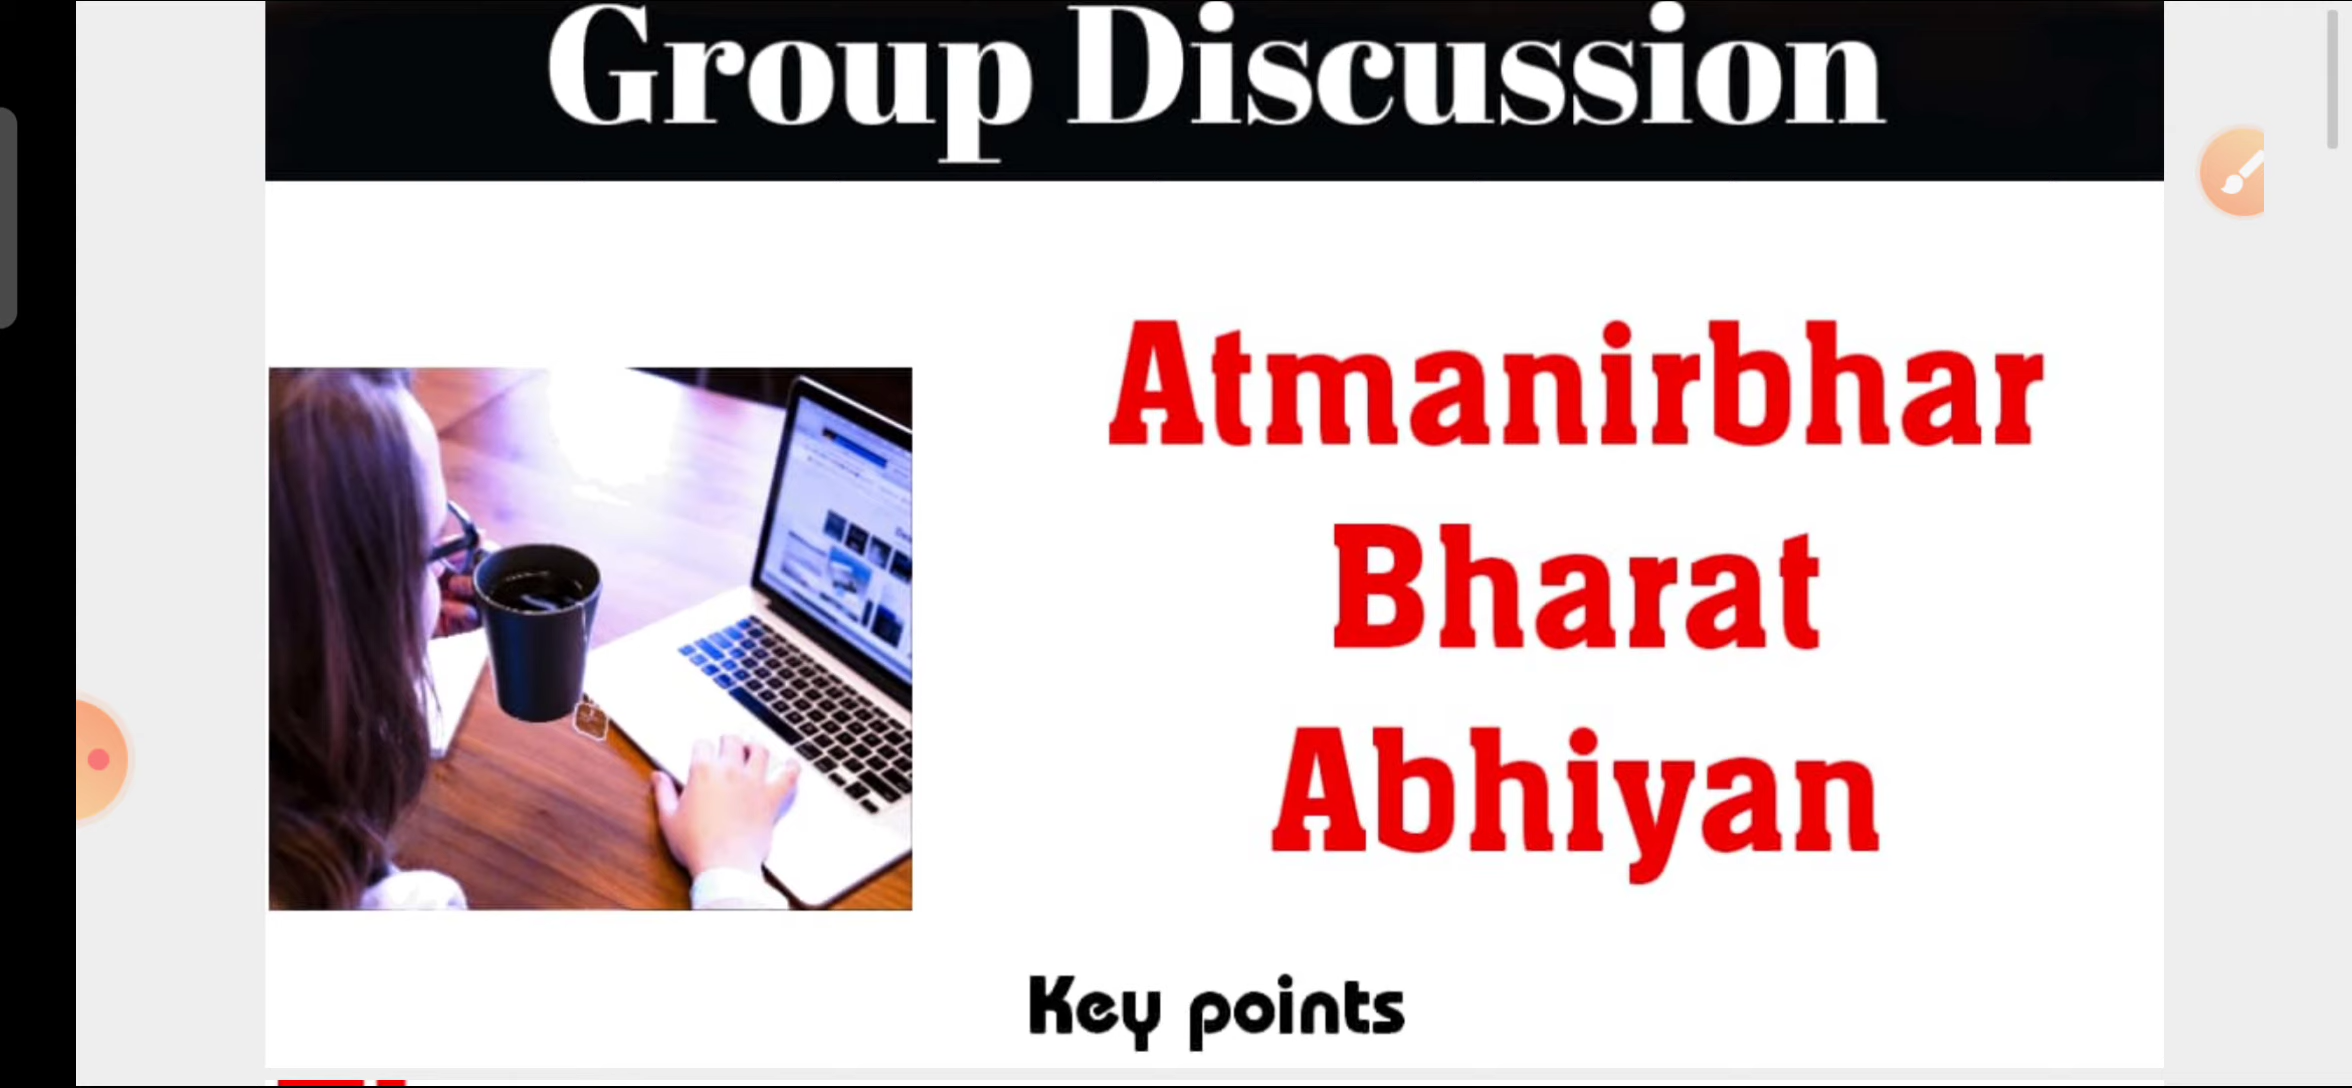 Group Discussion
Atmanirbhar
Bharat
Abhiyan
Key points